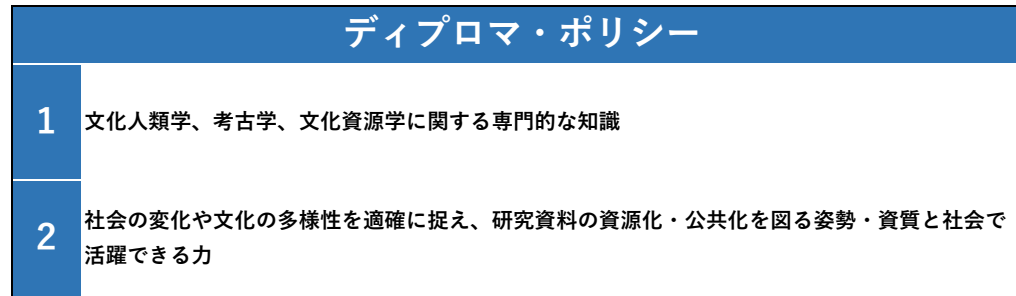 ディプロマ・ポリシー
1
文化人類学、考古学、文化資源学に関する専門的な知識
2
社会の変化や文化の多様性を適確に捉え、研究資料の資源化・公共化を図る姿勢・資質と社会で
活躍できる力